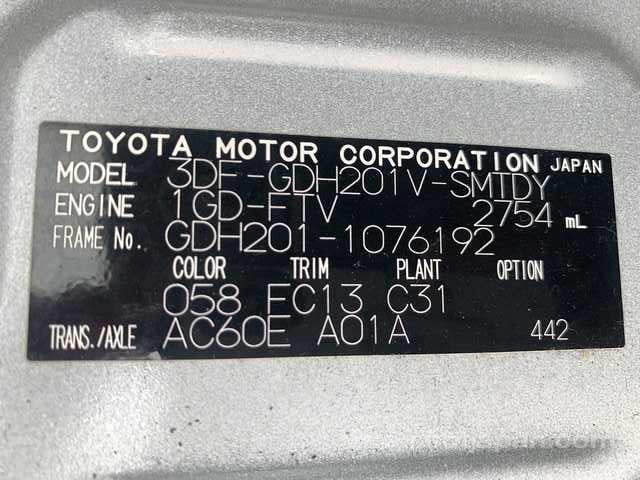 TOYOTA MOTOR CORPORATION JAPAN
MODEL 3DF-GDH201V-SMTDY
ENGINE 1GD-FTV 2754 mL
FRAME No. GDH201-1076192
COLOR TRIM PLANT OPTION
058 FC13 C31
TRANS./AXLE AC60E A01A 442